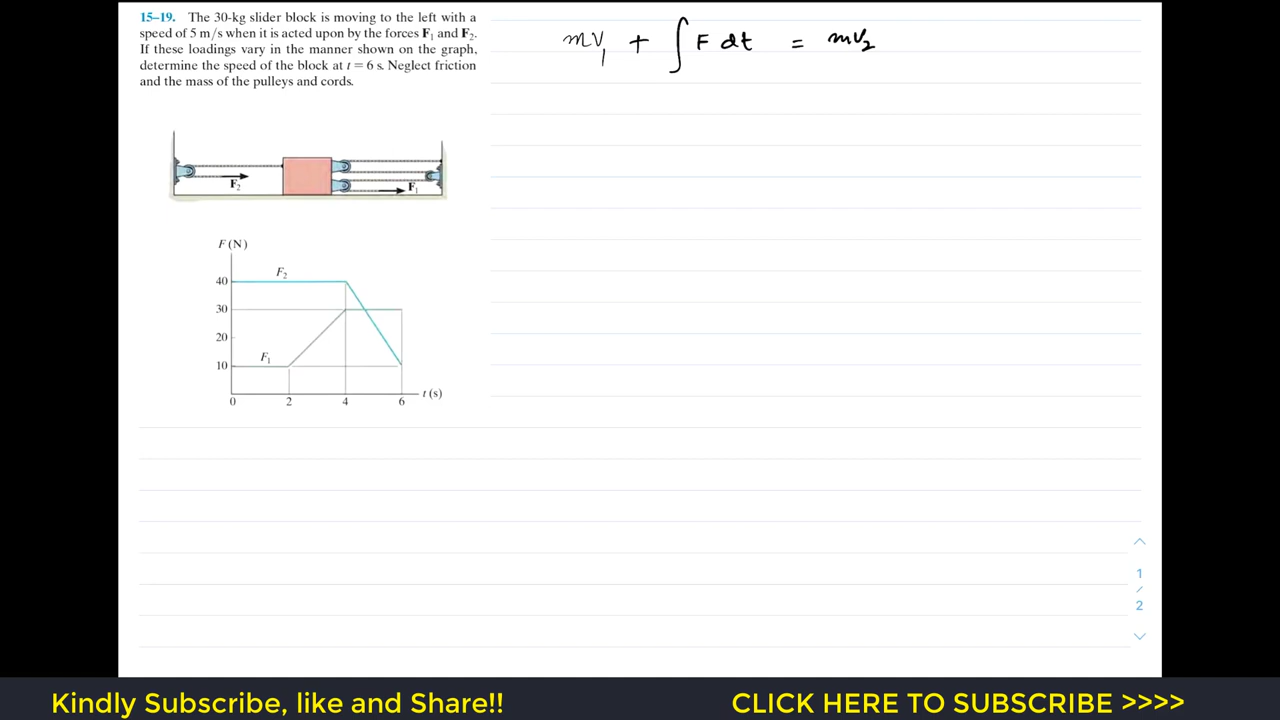 15–19. The 30-kg slider block is moving to the left with a
speed of 5 m/s when it is acted upon by the forces F₁ and F₂.
If these loadings vary in the manner shown on the graph,
determine the speed of the block at t = 6 s. Neglect friction
and the mass of the pulleys and cords.
mv₁ + ∫ F dt = mv₂
F₂
F₁
F (N)
F₂
40
30
20
F₁
10
t (s)
0 2 4 6
1
/
2
Kindly Subscribe, like and Share!!
CLICK HERE TO SUBSCRIBE >>>>